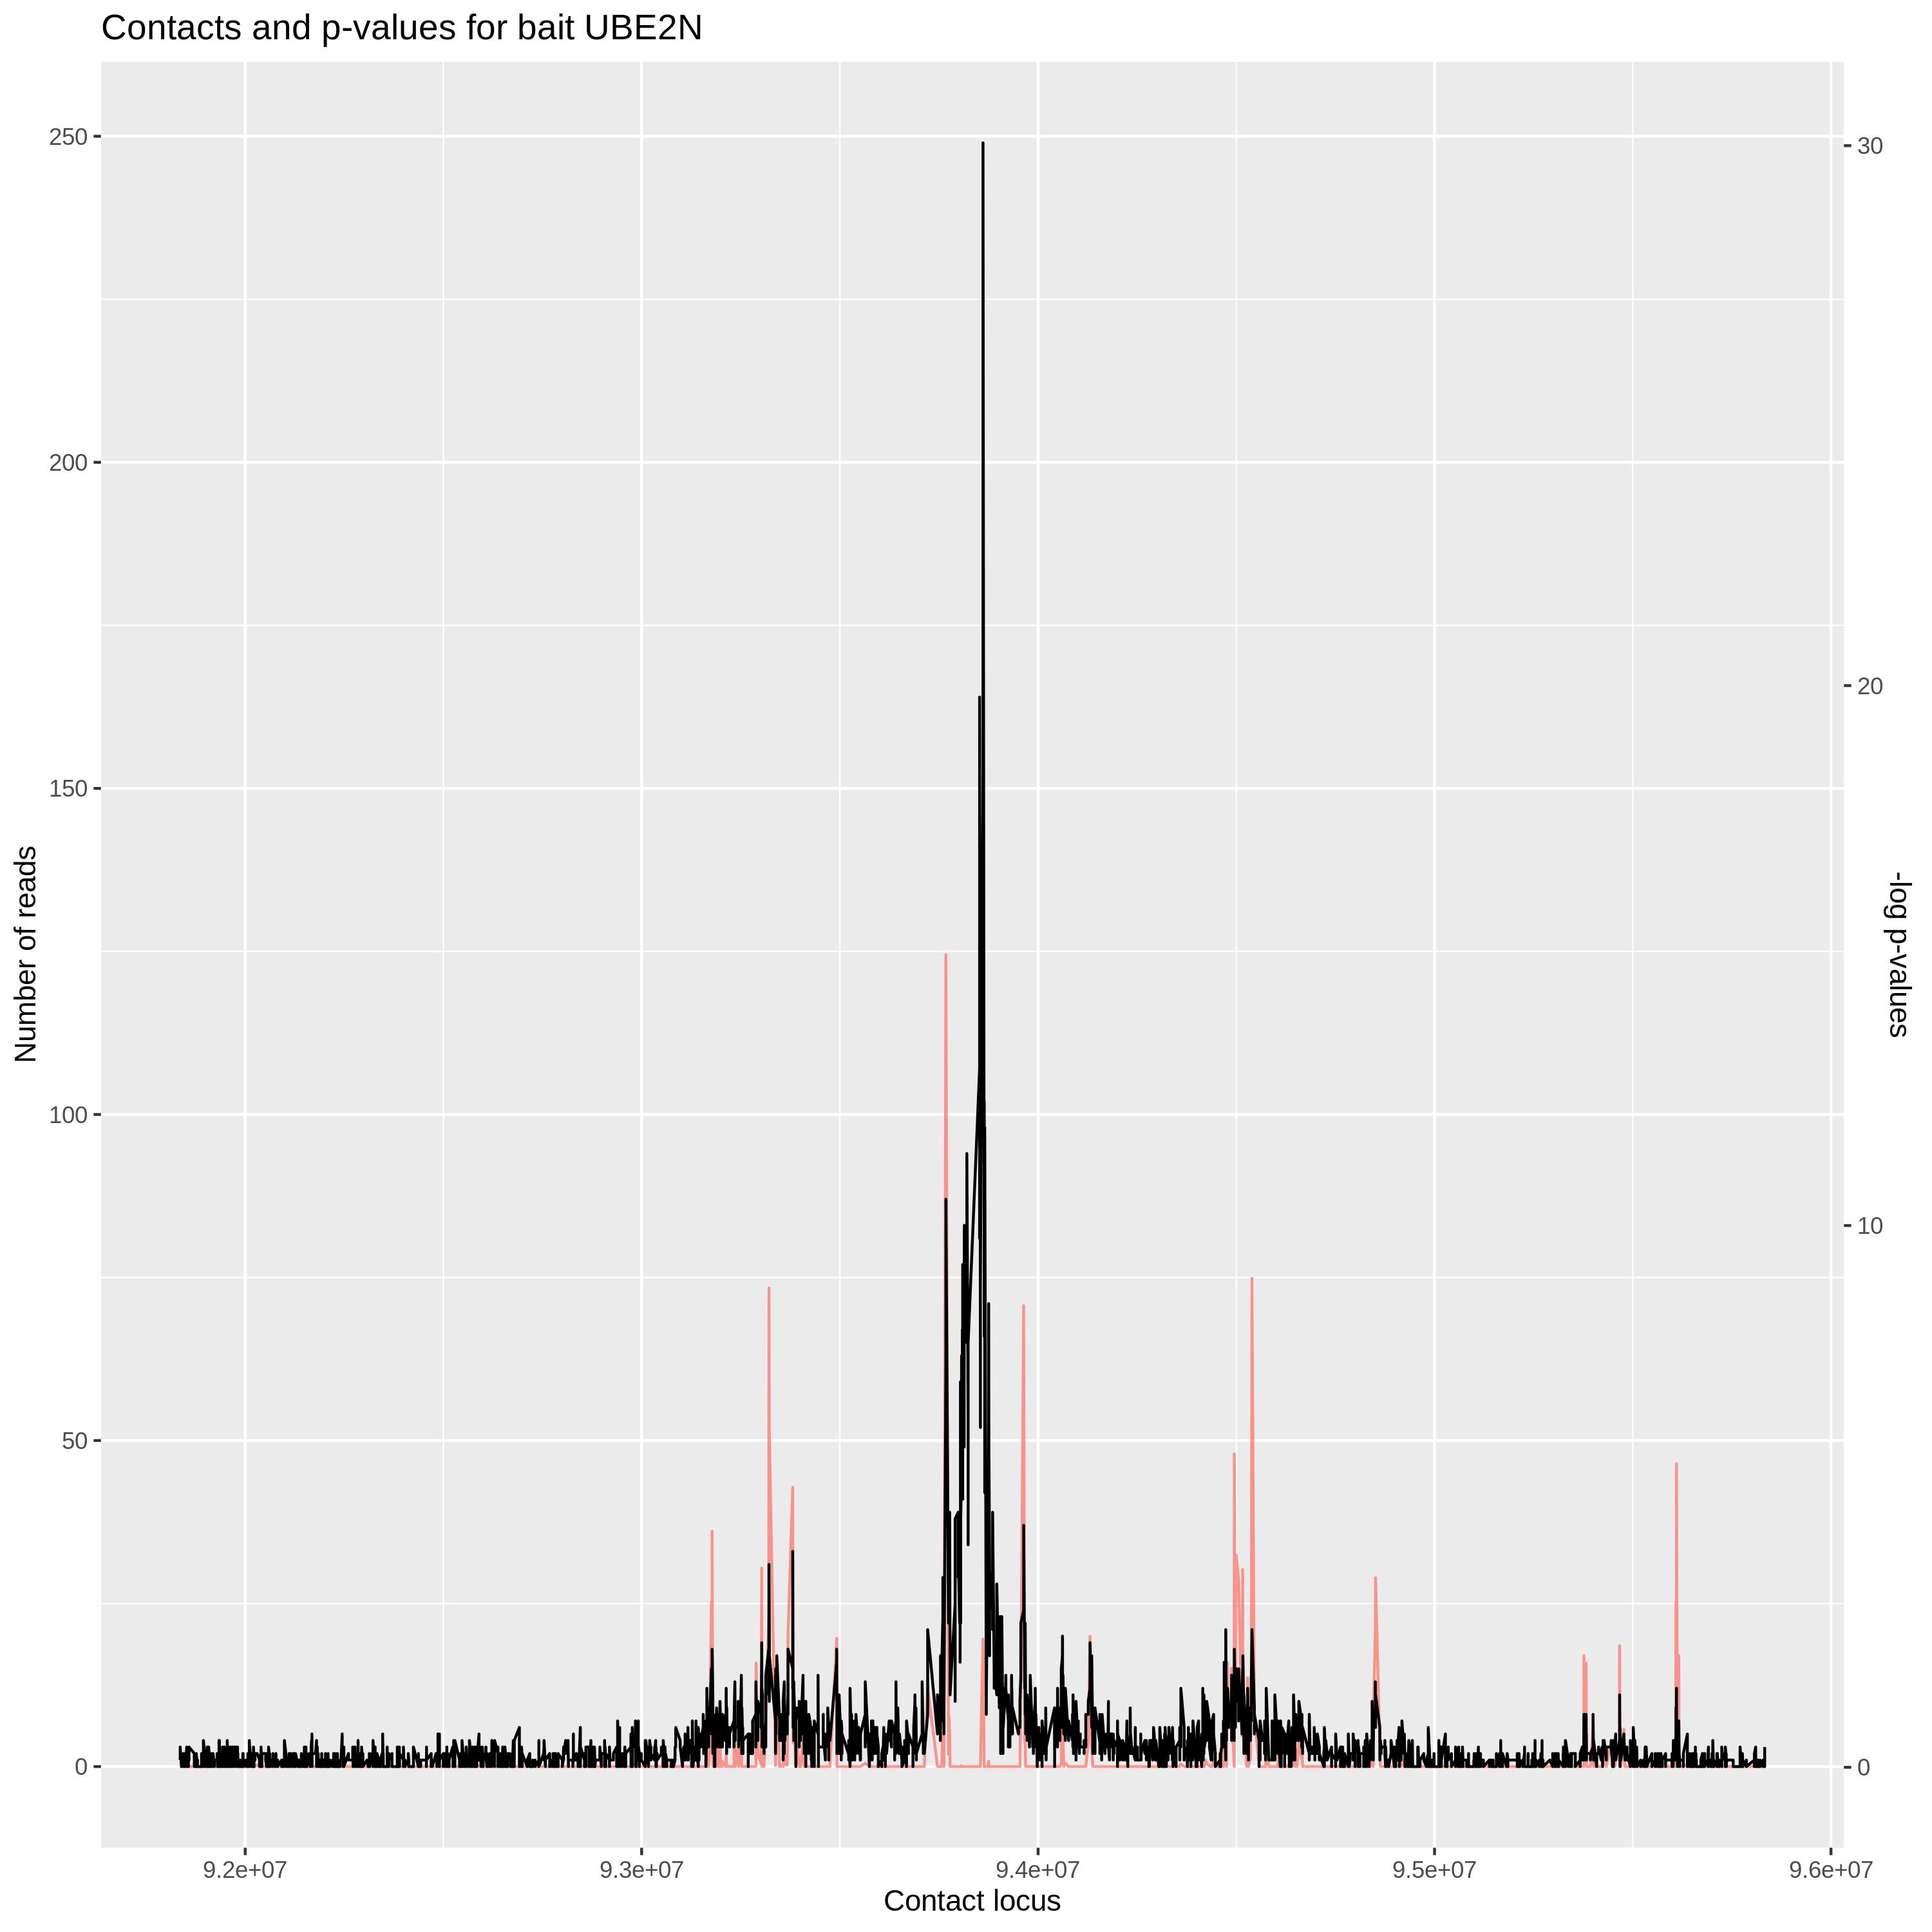 Contacts and p-values for bait UBE2N
250
200
150
100
50
0
Number of reads
30
20
10
0
-log p-values
9.2e+07
9.3e+07
9.4e+07
9.5e+07
9.6e+07
Contact locus